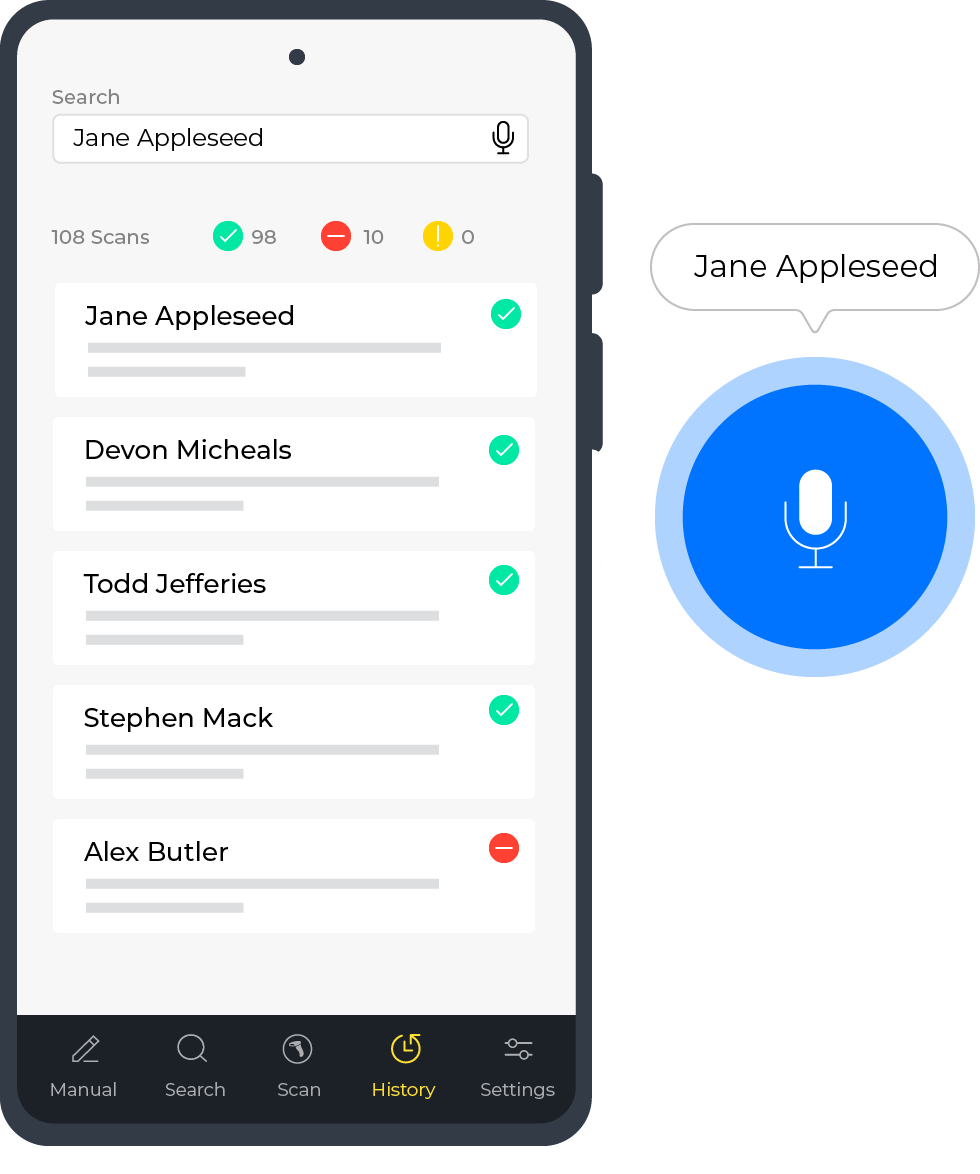 Search
Jane Appleseed
108 Scans 98 10 0
Jane Appleseed
Jane Appleseed
Devon Micheals
Todd Jefferies
Stephen Mack
Alex Butler
Manual Search Scan History Settings